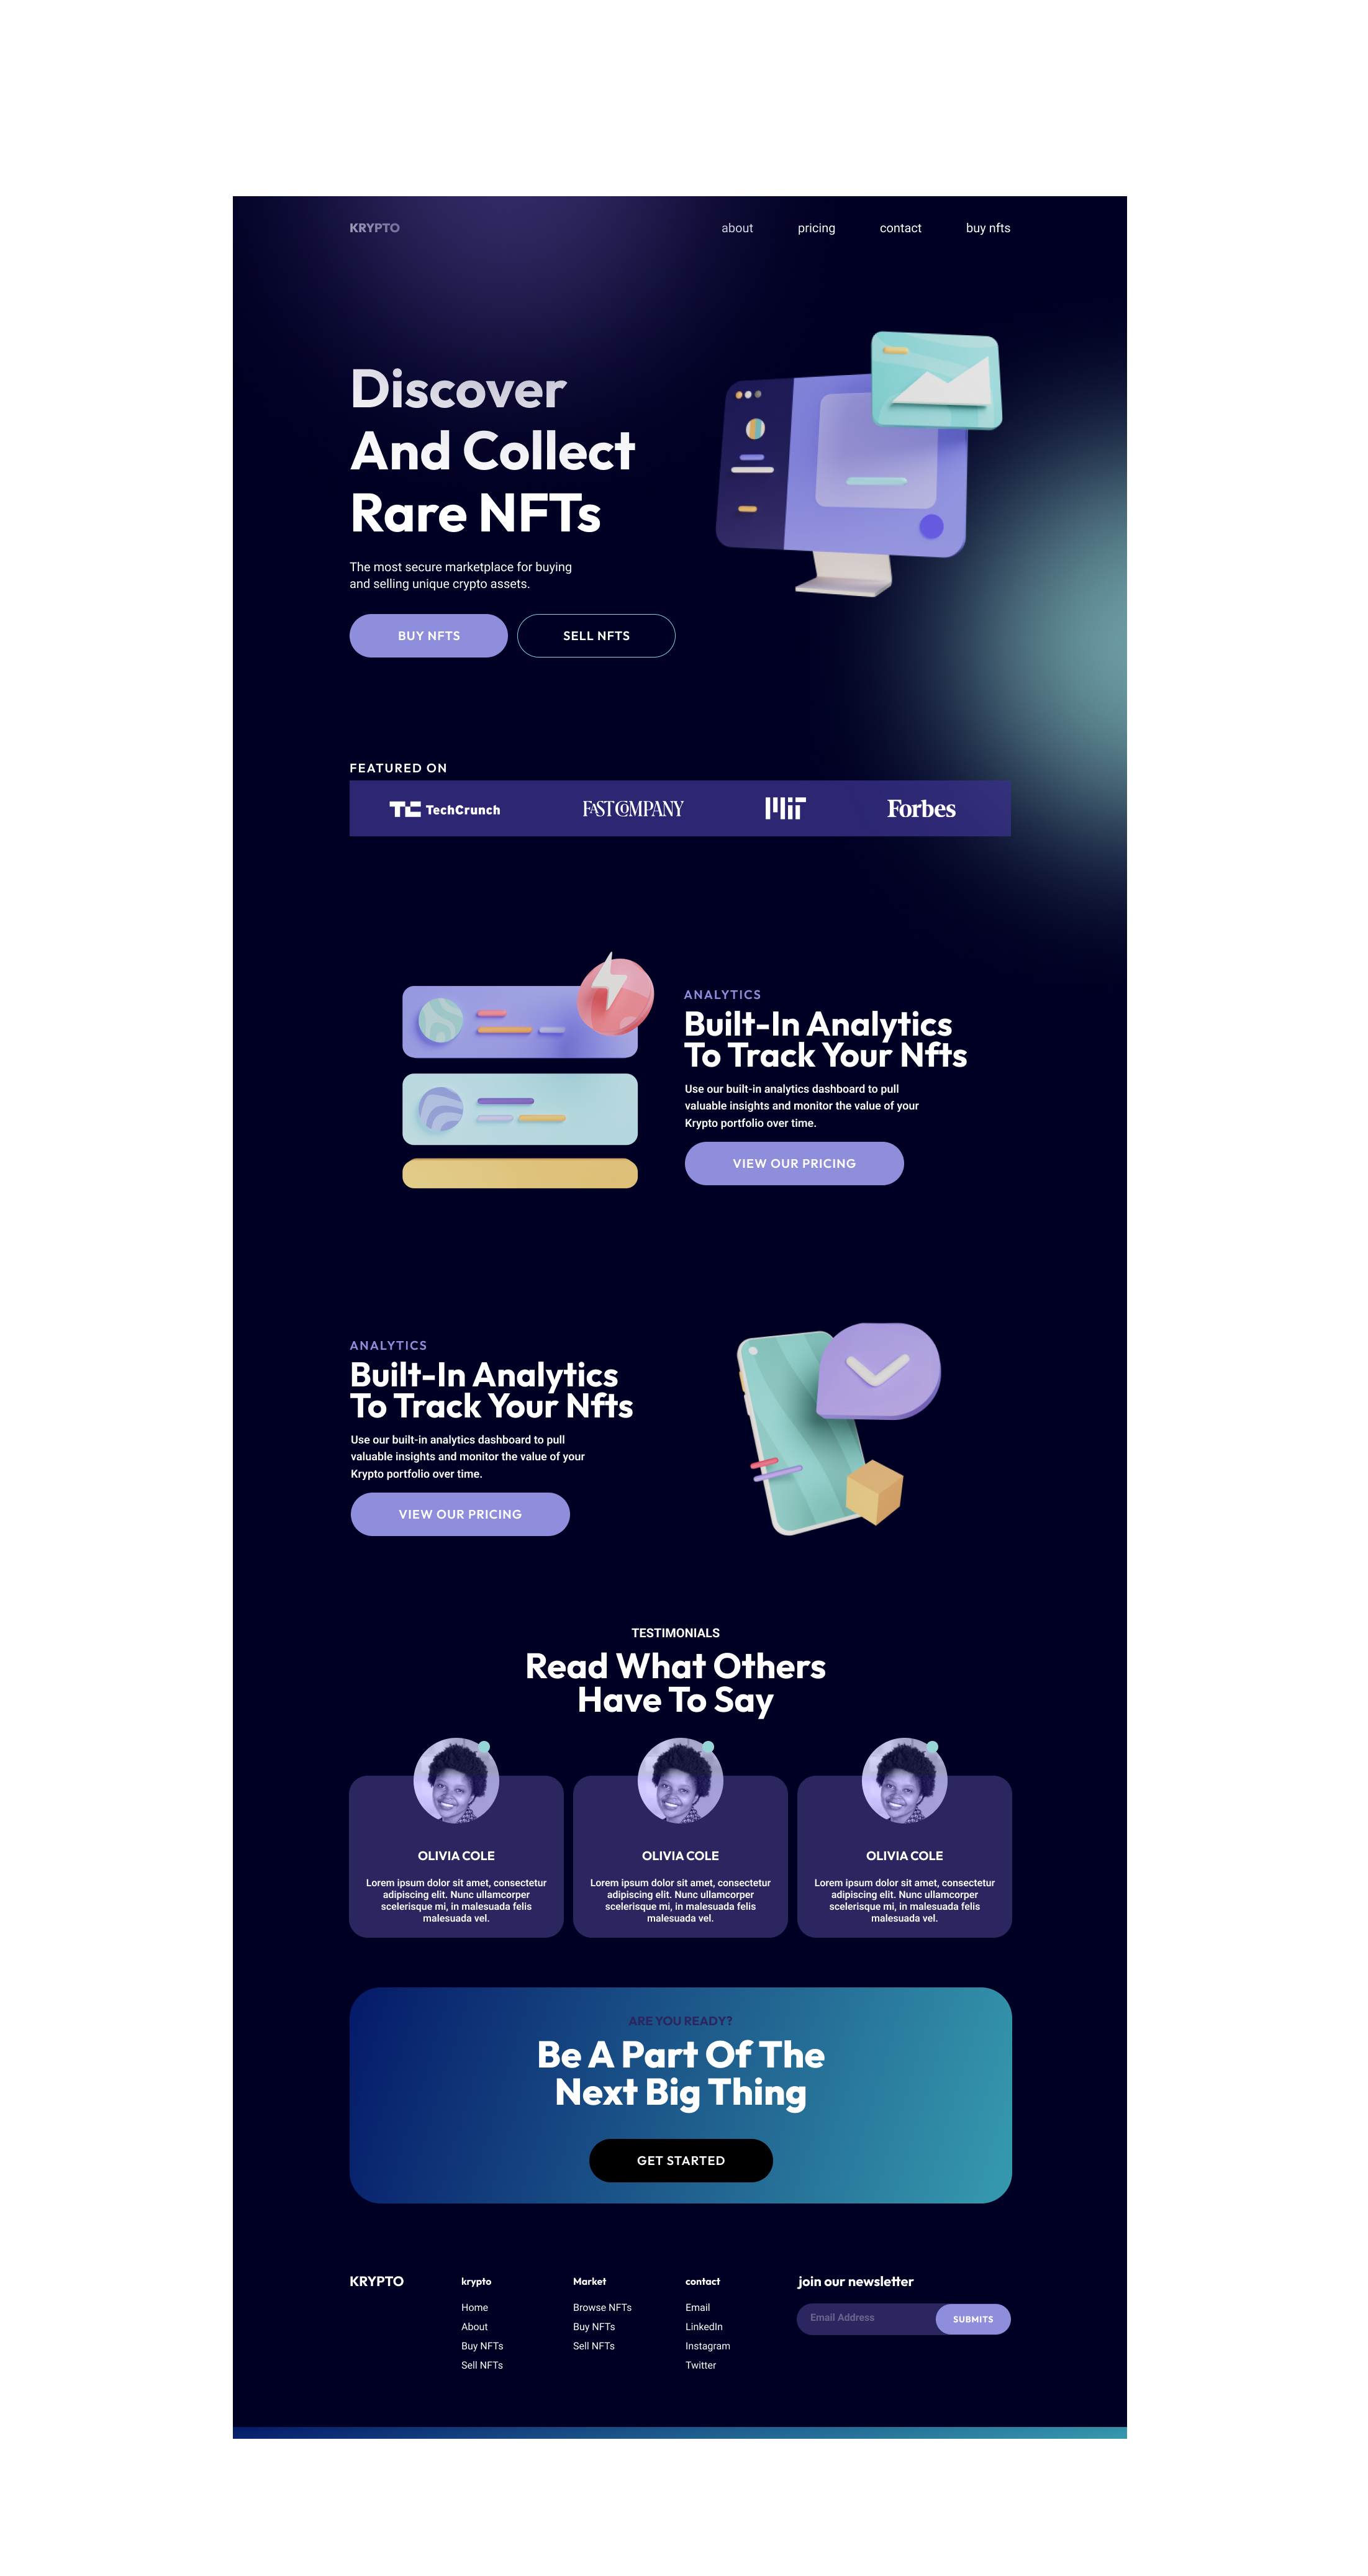 KRYPTO
about
pricing
contact
buy nfts
Discover
And Collect
Rare NFTs
The most secure marketplace for buying
and selling unique crypto assets.
BUY NFTS
SELL NFTS
FEATURED ON
TC TechCrunch
FAST COMPANY
MIT
Forbes
ANALYTICS
Built-In Analytics
To Track Your Nfts
Use our built-in analytics dashboard to pull
valuable insights and monitor the value of your
Krypto portfolio over time.
VIEW OUR PRICING
ANALYTICS
Built-In Analytics
To Track Your Nfts
Use our built-in analytics dashboard to pull
valuable insights and monitor the value of your
Krypto portfolio over time.
VIEW OUR PRICING
TESTIMONIALS
Read What Others
Have To Say
OLIVIA COLE
Lorem ipsum dolor sit amet, consectetur
adipiscing elit. Nunc ullamcorper
scelerisque mi, in malesuada felis
malesuada vel.
OLIVIA COLE
Lorem ipsum dolor sit amet, consectetur
adipiscing elit. Nunc ullamcorper
scelerisque mi, in malesuada felis
malesuada vel.
OLIVIA COLE
Lorem ipsum dolor sit amet, consectetur
adipiscing elit. Nunc ullamcorper
scelerisque mi, in malesuada felis
malesuada vel.
ARE YOU READY?
Be A Part Of The
Next Big Thing
GET STARTED
KRYPTO
krypto
Home
About
Buy NFTs
Sell NFTs
Market
Browse NFTs
Buy NFTs
Sell NFTs
contact
Email
LinkedIn
Instagram
Twitter
join our newsletter
Email Address
SUBMITS